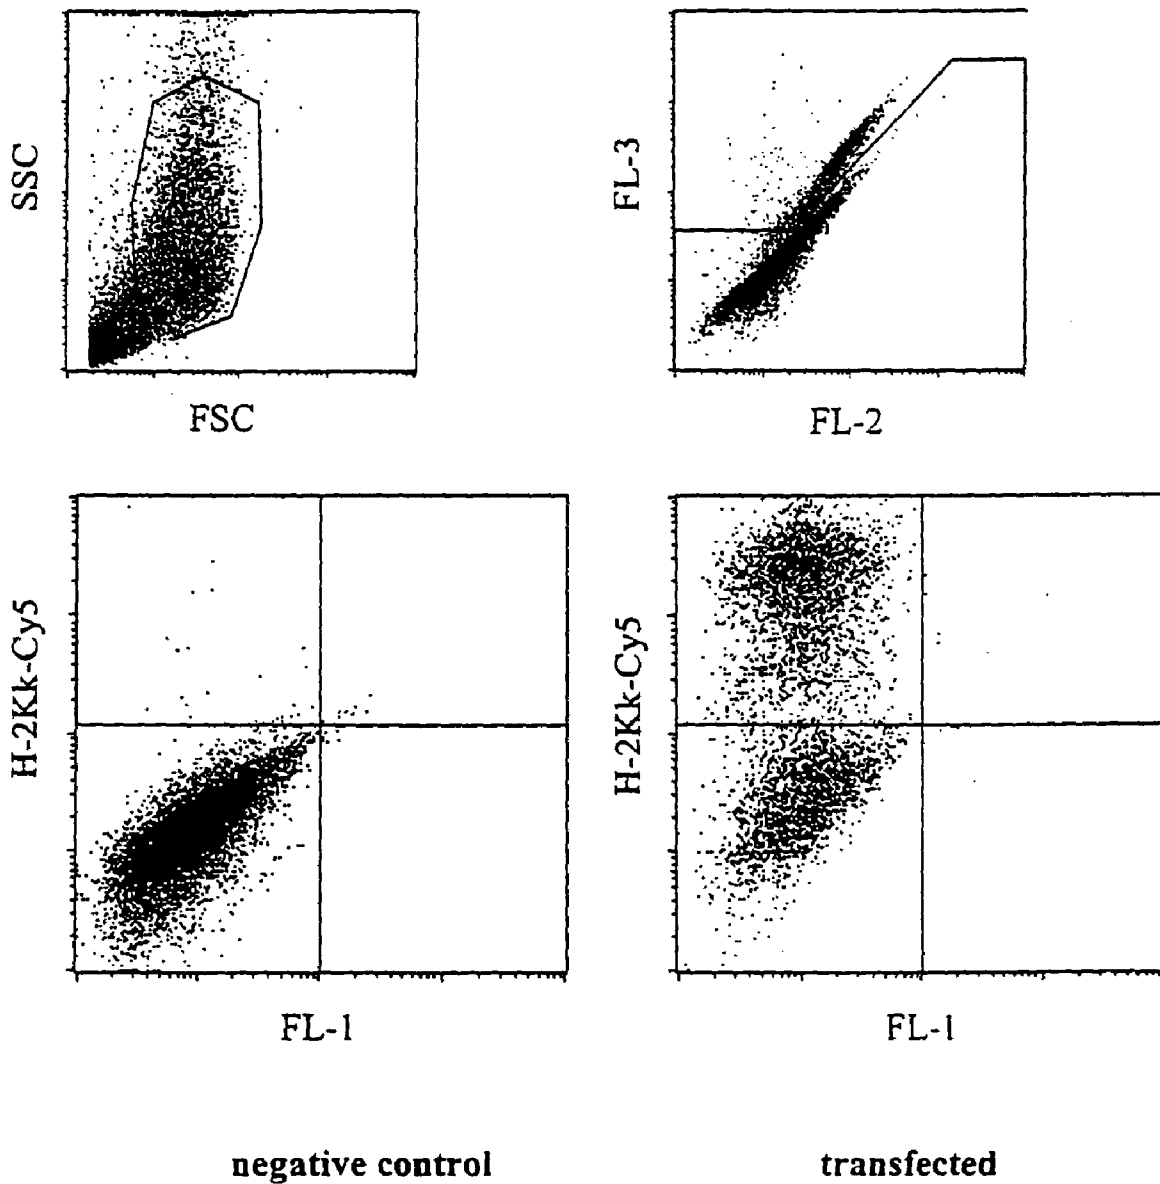 SSC
FSC
FL-3
FL-2
H-2Kk-Cy5
FL-1
H-2Kk-Cy5
FL-1
negative control
transfected